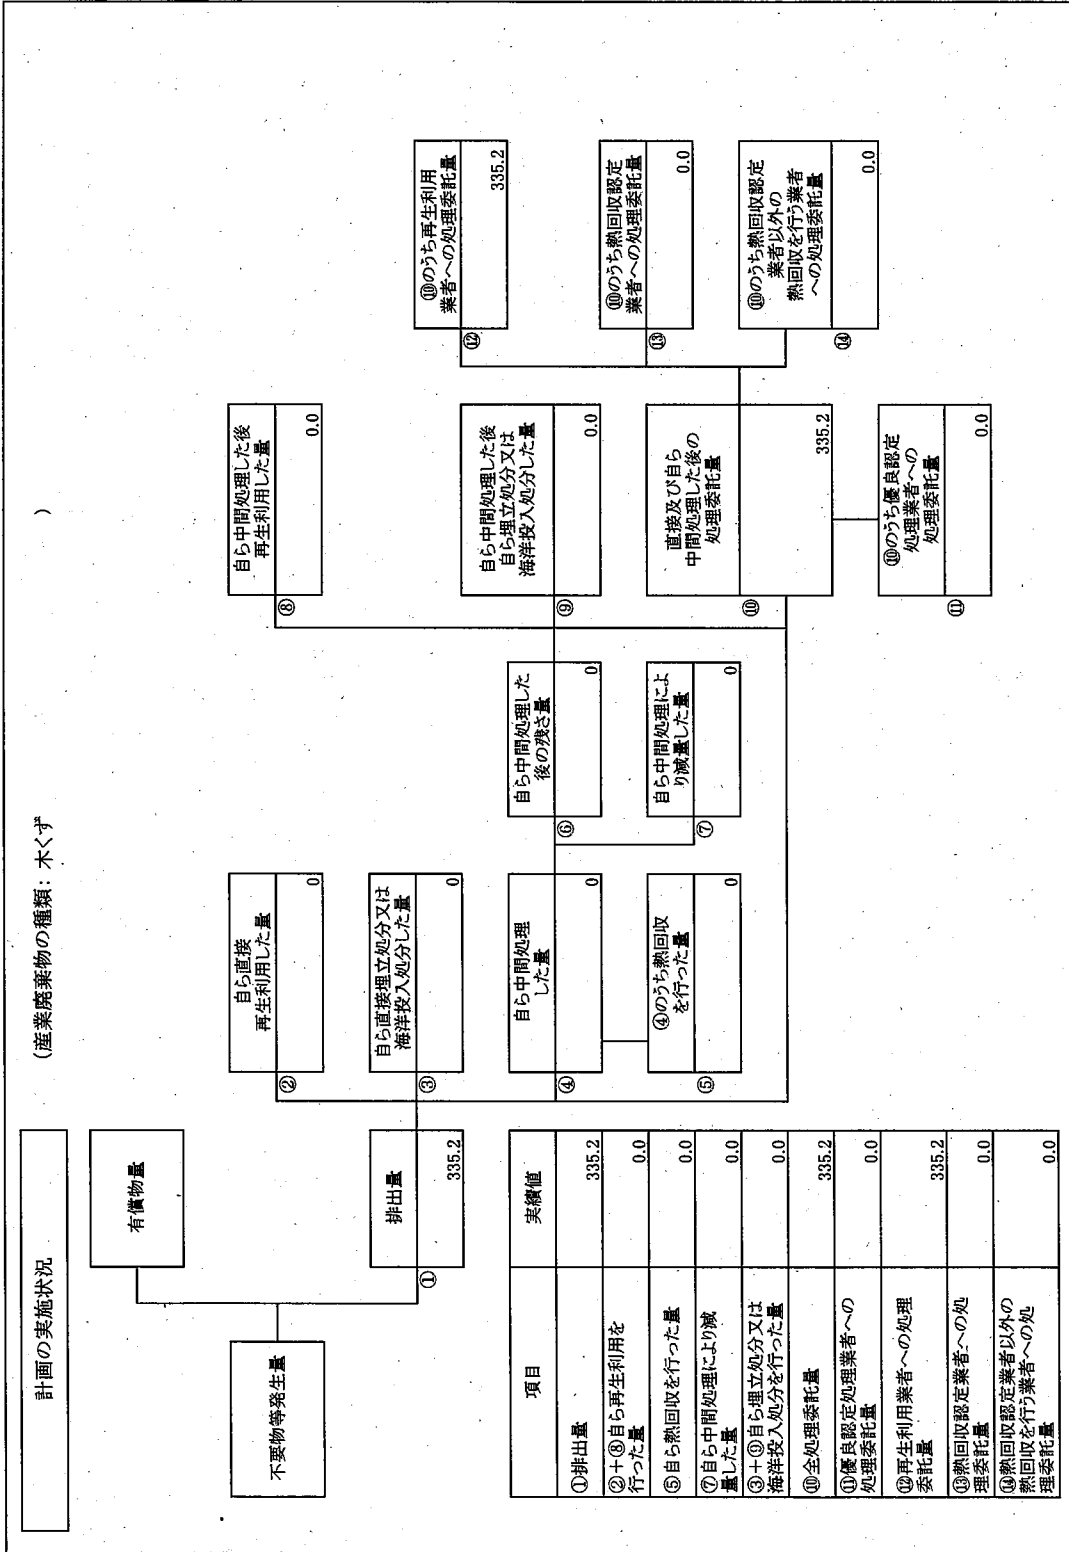 計画の実施状況
(産業廃棄物の種類: 木くず )
不要物等発生量
有償物量
①
排出量
335.2
②
自ら直接
再生利用した量
0
③
自ら直接埋立処分又は
海洋投入処分した量
0
④
自ら中間処理
した量
0
⑤
④のうち熱回収
を行った量
0
⑥
自ら中間処理した
後の残さ量
0
⑦
自ら中間処理によ
り減量した量
0
⑧
自ら中間処理した後
再生利用した量
0.0
⑨
自ら中間処理した後
自ら埋立処分又は
海洋投入処分した量
0.0
⑩
直接及び自ら
中間処理した後の
処理委託量
335.2
⑪
⑩のうち優良認定
処理業者への
処理委託量
0.0
⑫
⑩のうち再生利用
業者への処理委託量
335.2
⑬
⑩のうち熱回収認定
業者への処理委託量
0.0
⑭
⑩のうち熱回収認定
業者以外の
熱回収を行う業者
への処理委託量
0.0
項目 実績値
①排出量 335.2
②+⑧自ら再生利用を
行った量 0.0
⑤自ら熱回収を行った量 0.0
⑦自ら中間処理により減
量した量 0.0
③+⑨自ら埋立処分又は
海洋投入処分を行った量 0.0
⑩全処理委託量 335.2
⑪優良認定処理業者への
処理委託量 0.0
⑫再生利用業者への処理
委託量 335.2
⑬熱回収認定業者への処
理委託量 0.0
⑭熱回収認定業者以外の
熱回収を行う業者への処
理委託量 0.0